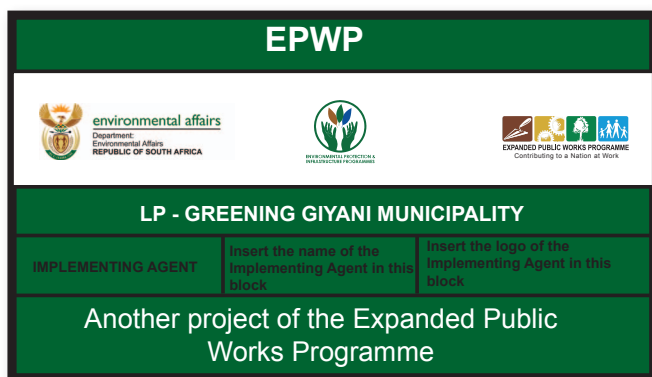 EPWP
environmental affairs
Department:
Environmental Affairs
REPUBLIC OF SOUTH AFRICA
ENVIRONMENTAL PROTECTION &
INFRASTRUCTURE PROGRAMMES
EXPANDED PUBLIC WORKS PROGRAMME
Contributing to a Nation at Work
LP - GREENING GIYANI MUNICIPALITY
IMPLEMENTING AGENT
Insert the name of the
Implementing Agent in this
block
Insert the logo of the
Implementing Agent in this
block
Another project of the Expanded Public
Works Programme